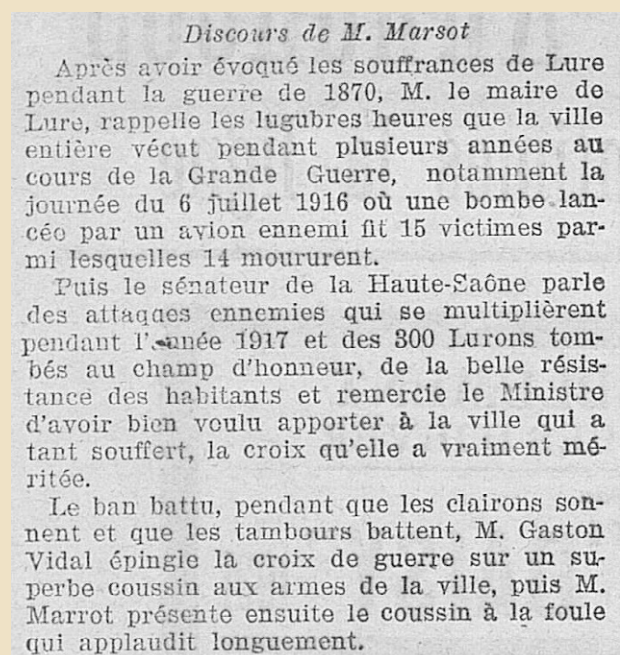 Discours de M. Marsot
Après avoir évoqué les souffrances de Lure
pendant la guerre de 1870, M. le maire de
Lure, rappelle les lugubres heures que la ville
entière vécut pendant plusieurs années au
cours de la Grande Guerre, notamment la
journée du 6 juillet 1916 où une bombe lan-
céo par un avion ennemi fit 15 victimes par-
mi lesquelles 14 moururent.
Puis le sénateur de la Haute-Saône parle
des attaques ennemies qui se multiplièrent
pendant l'année 1917 et des 300 Lurons tom-
bés au champ d'honneur, de la belle résis-
tance des habitants et remercie le Ministre
d'avoir bien voulu apporter à la ville qui a
tant souffert, la croix qu'elle a vraiment mé-
ritée.
Le ban battu, pendant que les clairons son-
nent et que les tambours battent, M. Gaston
Vidal épingle la croix de guerre sur un su-
perbe coussin aux armes de la ville, puis M.
Marrot présente ensuite le coussin à la foule
qui applaudit longuement.